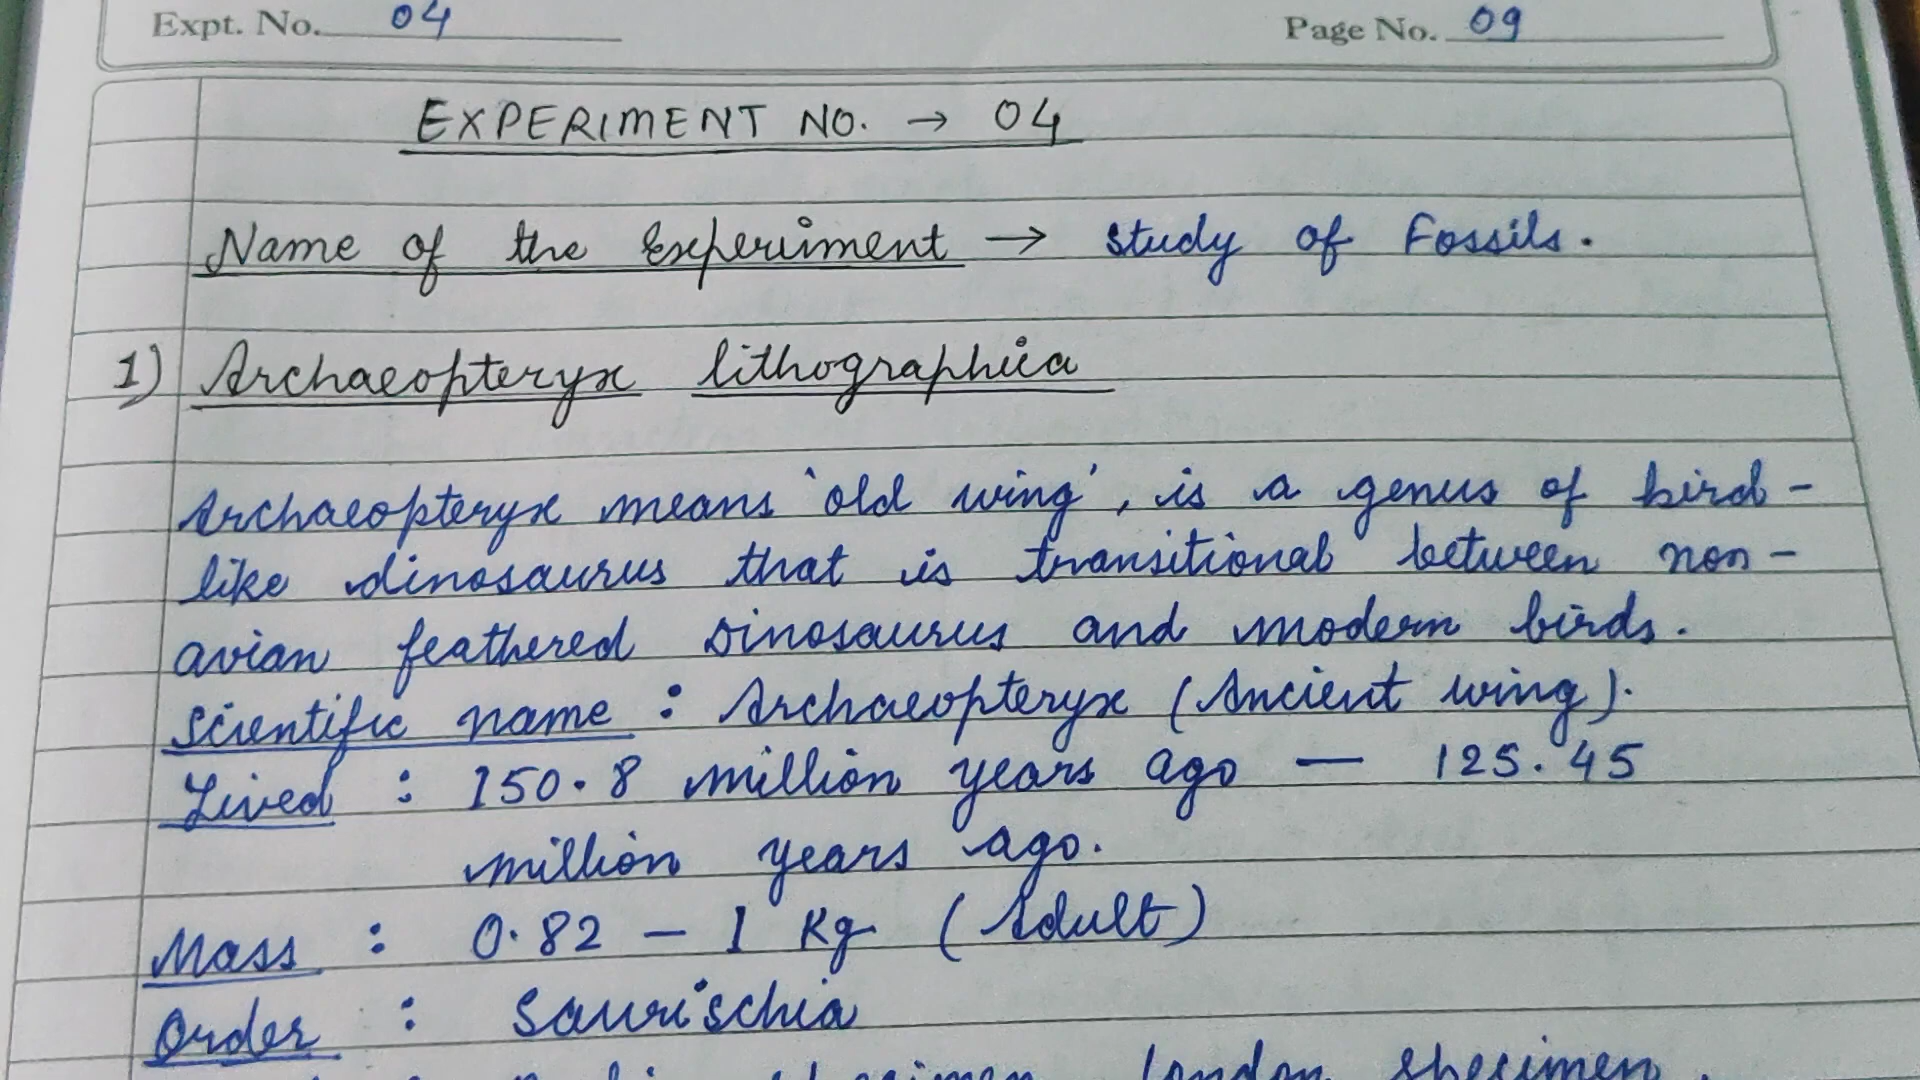 Expt. No. 04 Page No. 09
EXPERIMENT NO. → 04
Name of the Experiment → Study of Fossils.
1) Archaeopteryx lithographica
Archaeopteryx means 'old wing', is a genus of bird-
like dinosaurus that is transitional between non-
avian feathered Dinosaurus and modern birds.
Scientific name : Archaeopteryx (Ancient wing).
Lived : 150.8 million years ago — 125.45
million years ago.
Mass : 0.82 – 1 Kg (Adult)
Order : Saurischia
London specimen.